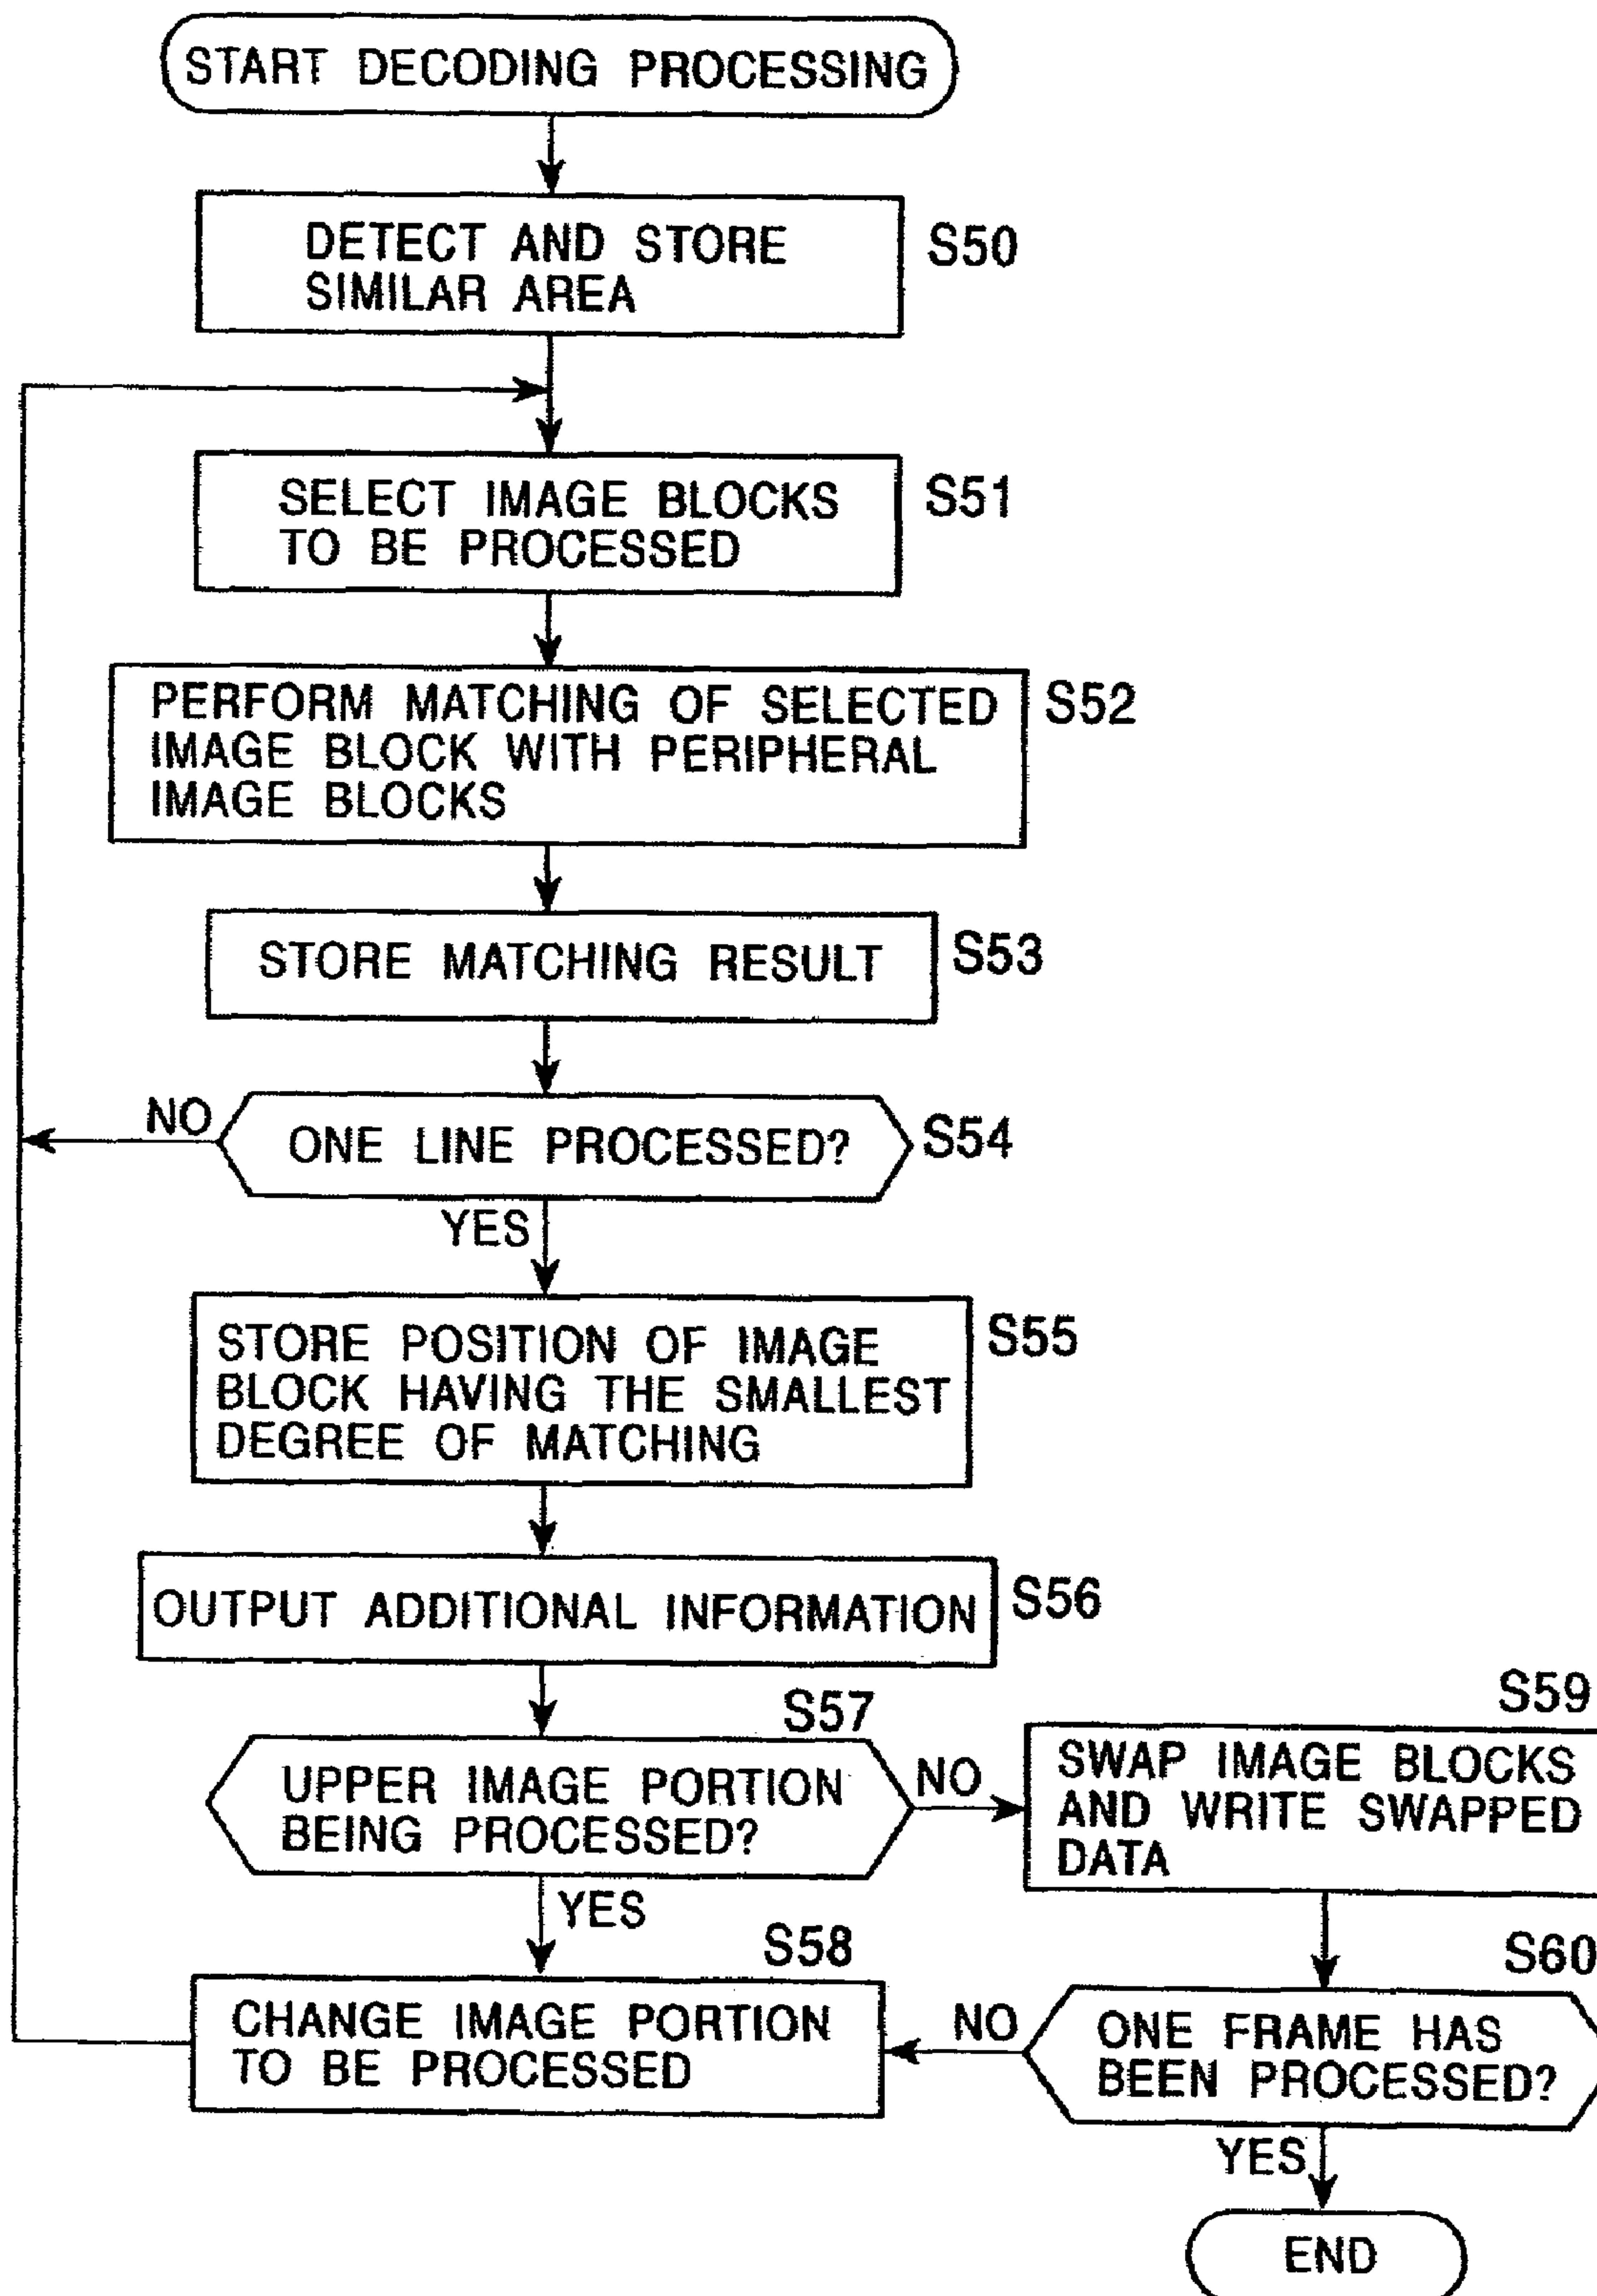 START DECODING PROCESSING
DETECT AND STORE
SIMILAR AREA
S50
SELECT IMAGE BLOCKS
TO BE PROCESSED
S51
PERFORM MATCHING OF SELECTED
IMAGE BLOCK WITH PERIPHERAL
IMAGE BLOCKS
S52
STORE MATCHING RESULT
S53
NO
ONE LINE PROCESSED?
S54
YES
STORE POSITION OF IMAGE
BLOCK HAVING THE SMALLEST
DEGREE OF MATCHING
S55
OUTPUT ADDITIONAL INFORMATION
S56
S57
UPPER IMAGE PORTION
BEING PROCESSED?
NO
YES
S59
SWAP IMAGE BLOCKS
AND WRITE SWAPPED
DATA
S58
CHANGE IMAGE PORTION
TO BE PROCESSED
S60
NO
ONE FRAME HAS
BEEN PROCESSED?
YES
END